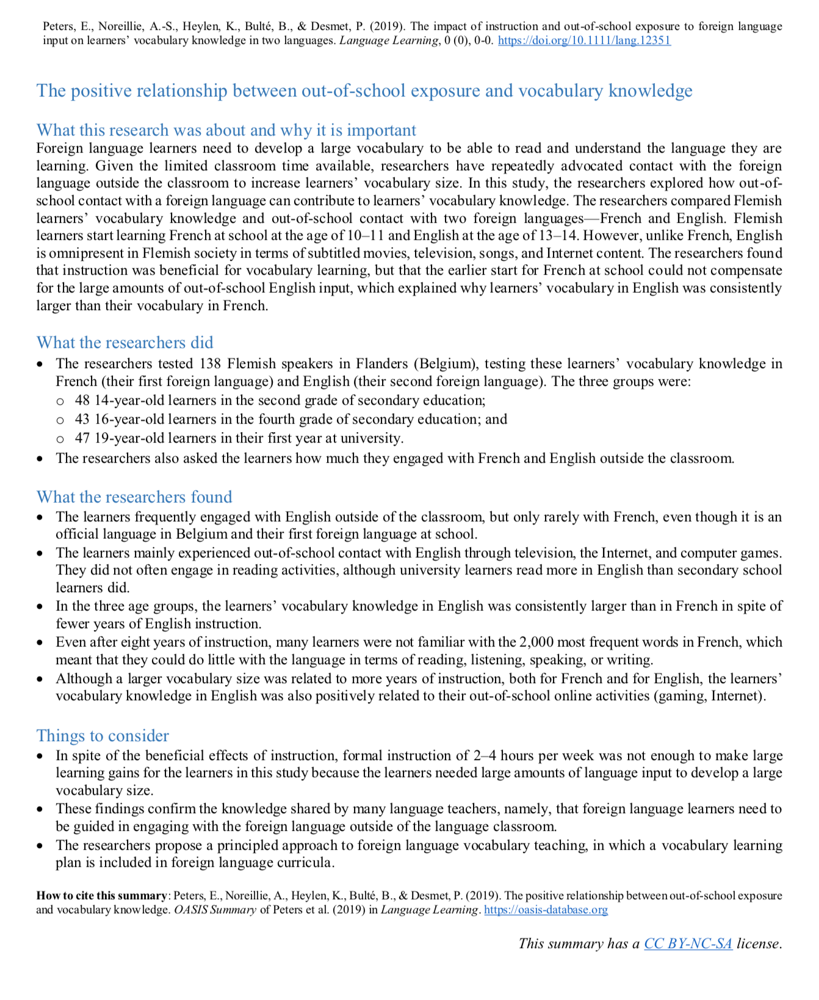 Peters, E., Noreillie, A.-S., Heylen, K., Bulté, B., & Desmet, P. (2019). The impact of instruction and out-of-school exposure to foreign language
input on learners’ vocabulary knowledge in two languages. Language Learning, 0 (0), 0-0. https://doi.org/10.1111/lang.12351
The positive relationship between out-of-school exposure and vocabulary knowledge
What this research was about and why it is important
Foreign language learners need to develop a large vocabulary to be able to read and understand the language they are
learning. Given the limited classroom time available, researchers have repeatedly advocated contact with the foreign
language outside the classroom to increase learners’ vocabulary size. In this study, the researchers explored how out-of-
school contact with a foreign language can contribute to learners’ vocabulary knowledge. The researchers compared Flemish
learners’ vocabulary knowledge and out-of-school contact with two foreign languages—French and English. Flemish
learners start learning French at school at the age of 10–11 and English at the age of 13–14. However, unlike French, English
is omnipresent in Flemish society in terms of subtitled movies, television, songs, and Internet content. The researchers found
that instruction was beneficial for vocabulary learning, but that the earlier start for French at school could not compensate
for the large amounts of out-of-school English input, which explained why learners’ vocabulary in English was consistently
larger than their vocabulary in French.
What the researchers did
• The researchers tested 138 Flemish speakers in Flanders (Belgium), testing these learners’ vocabulary knowledge in
French (their first foreign language) and English (their second foreign language). The three groups were:
o 48 14-year-old learners in the second grade of secondary education;
o 43 16-year-old learners in the fourth grade of secondary education; and
o 47 19-year-old learners in their first year at university.
• The researchers also asked the learners how much they engaged with French and English outside the classroom.
What the researchers found
• The learners frequently engaged with English outside of the classroom, but only rarely with French, even though it is an
official language in Belgium and their first foreign language at school.
• The learners mainly experienced out-of-school contact with English through television, the Internet, and computer games.
They did not often engage in reading activities, although university learners read more in English than secondary school
learners did.
• In the three age groups, the learners’ vocabulary knowledge in English was consistently larger than in French in spite of
fewer years of English instruction.
• Even after eight years of instruction, many learners were not familiar with the 2,000 most frequent words in French, which
meant that they could do little with the language in terms of reading, listening, speaking, or writing.
• Although a larger vocabulary size was related to more years of instruction, both for French and for English, the learners’
vocabulary knowledge in English was also positively related to their out-of-school online activities (gaming, Internet).
Things to consider
• In spite of the beneficial effects of instruction, formal instruction of 2–4 hours per week was not enough to make large
learning gains for the learners in this study because the learners needed large amounts of language input to develop a large
vocabulary size.
• These findings confirm the knowledge shared by many language teachers, namely, that foreign language learners need to
be guided in engaging with the foreign language outside of the language classroom.
• The researchers propose a principled approach to foreign language vocabulary teaching, in which a vocabulary learning
plan is included in foreign language curricula.
How to cite this summary: Peters, E., Noreillie, A., Heylen, K., Bulté, B., & Desmet, P. (2019). The positive relationship between out-of-school exposure
and vocabulary knowledge. OASIS Summary of Peters et al. (2019) in Language Learning. https://oasis-database.org
This summary has a CC BY-NC-SA license.